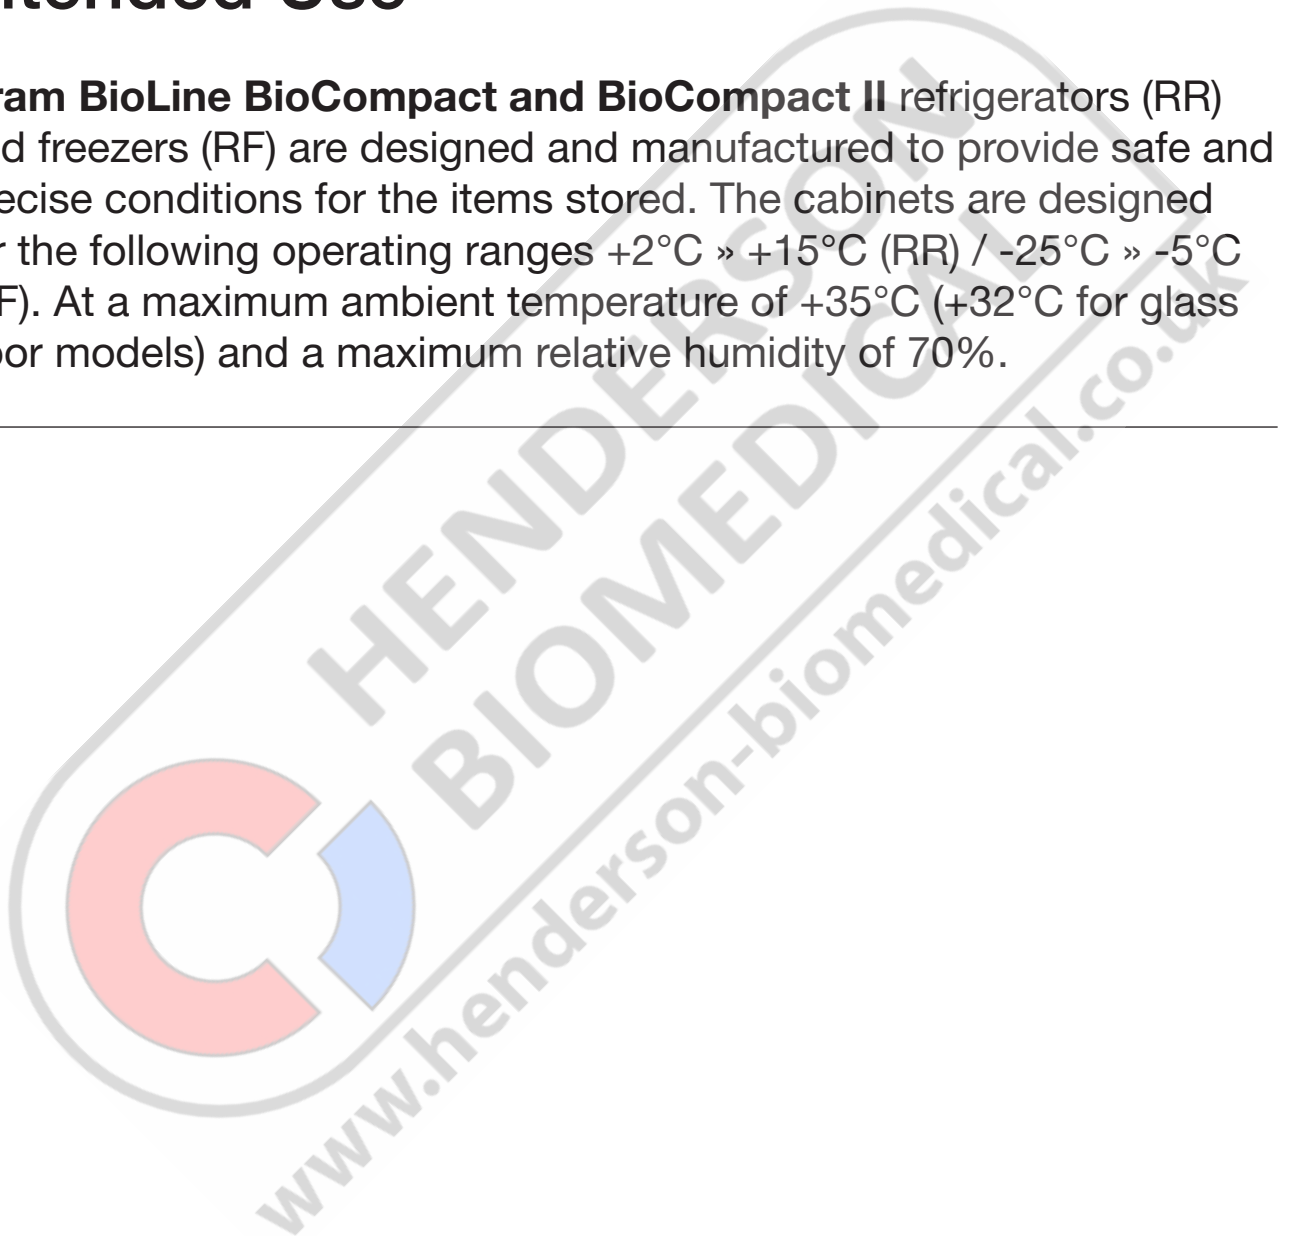 ntended Use
ram BioLine BioCompact and BioCompact II refrigerators (RR)
d freezers (RF) are designed and manufactured to provide safe and
ecise conditions for the items stored. The cabinets are designed
r the following operating ranges +2°C » +15°C (RR) / -25°C » -5°C
F). At a maximum ambient temperature of +35°C (+32°C for glass
oor models) and a maximum relative humidity of 70%.
HENDERSON
BIOMEDICAL
www.henderson-biomedical.co.uk